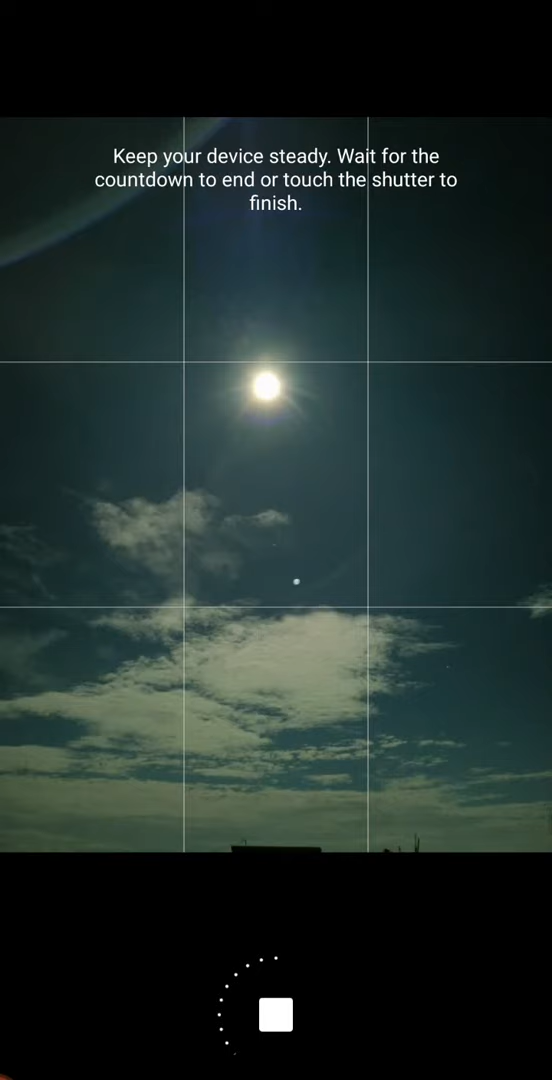 Keep your device steady. Wait for the
countdown to end or touch the shutter to
finish.